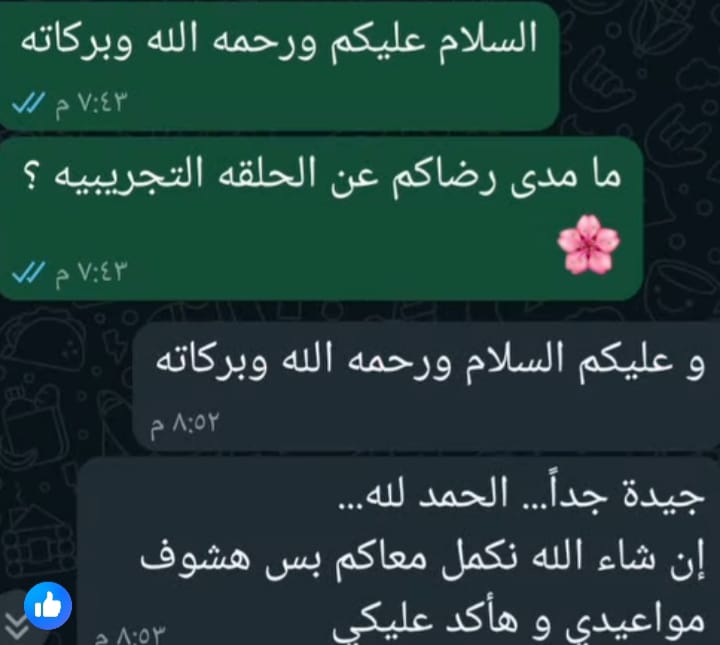 السلام عليكم ورحمه الله وبركاته
٧:٤٣ م
ما مدى رضاكم عن الحلقه التجريبيه ؟
🌸
٧:٤٣ م
و عليكم السلام ورحمه الله وبركاته
٨:٥٢ م
جيدة جداً... الحمد لله...
إن شاء الله نكمل معاكم بس هشوف
مواعيدي و هأكد عليكي
٨:٥٣ م